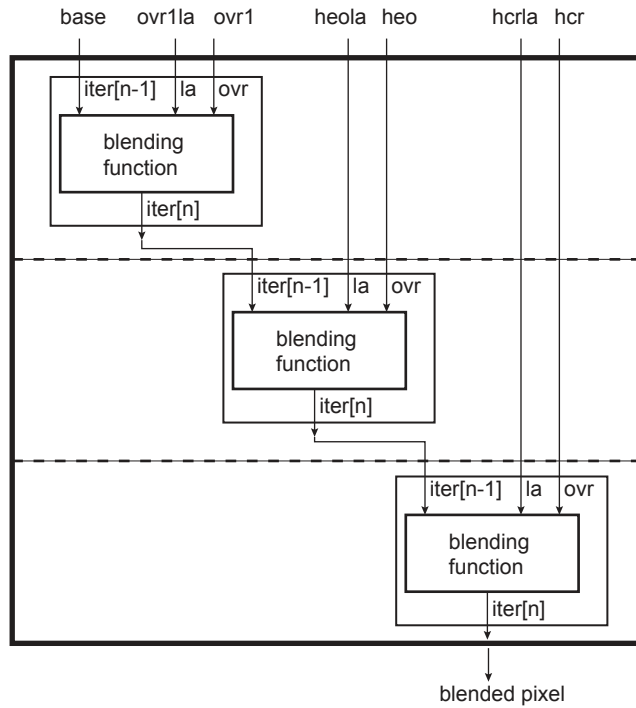 base ovr1la ovr1 heola heo hcrla hcr
iter[n-1] la ovr
blending
function
iter[n]
iter[n-1] la ovr
blending
function
iter[n]
iter[n-1] la ovr
blending
function
iter[n]
blended pixel